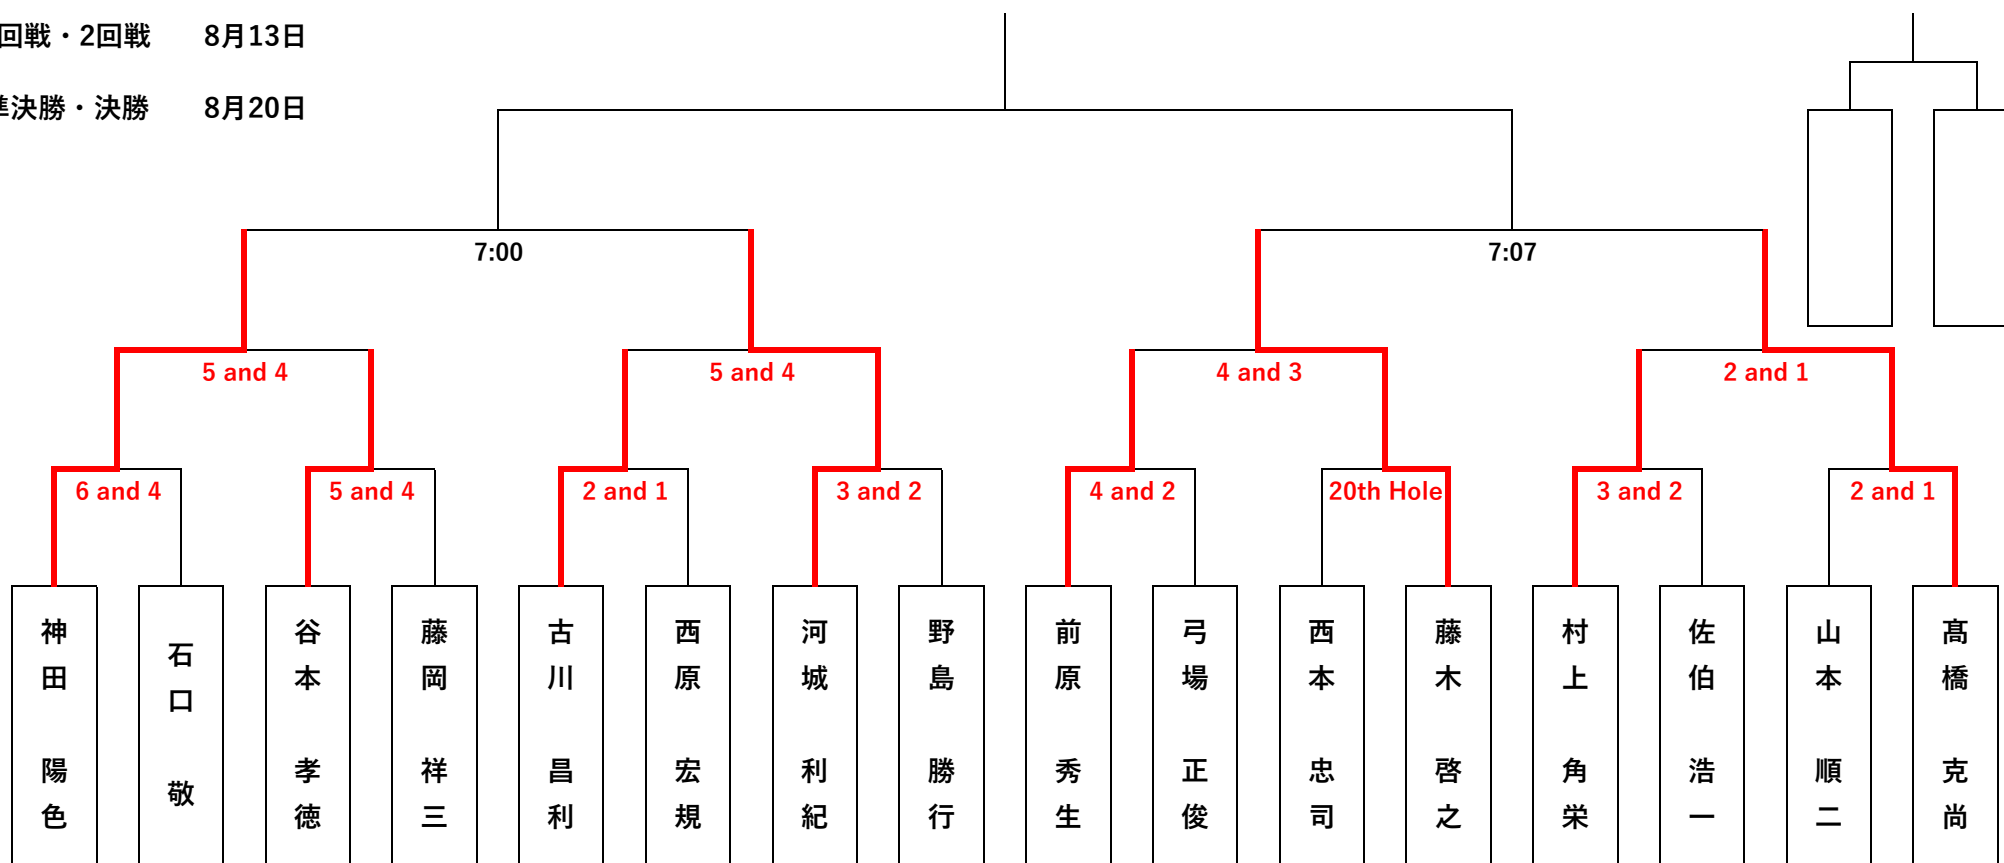 回戦・2回戦 8月13日
準決勝・決勝 8月20日
7:00 7:07
5 and 4 5 and 4 4 and 3 2 and 1
6 and 4 5 and 4 2 and 1 3 and 2 4 and 2 20th Hole 3 and 2 2 and 1
神田 陽色
石口 敬
谷本 孝徳
藤岡 祥三
古川 昌利
西原 宏規
河城 利紀
野島 勝行
前原 秀生
弓場 正俊
西本 忠司
藤木 啓之
村上 角栄
佐伯 浩一
山本 順二
髙橋 克尚